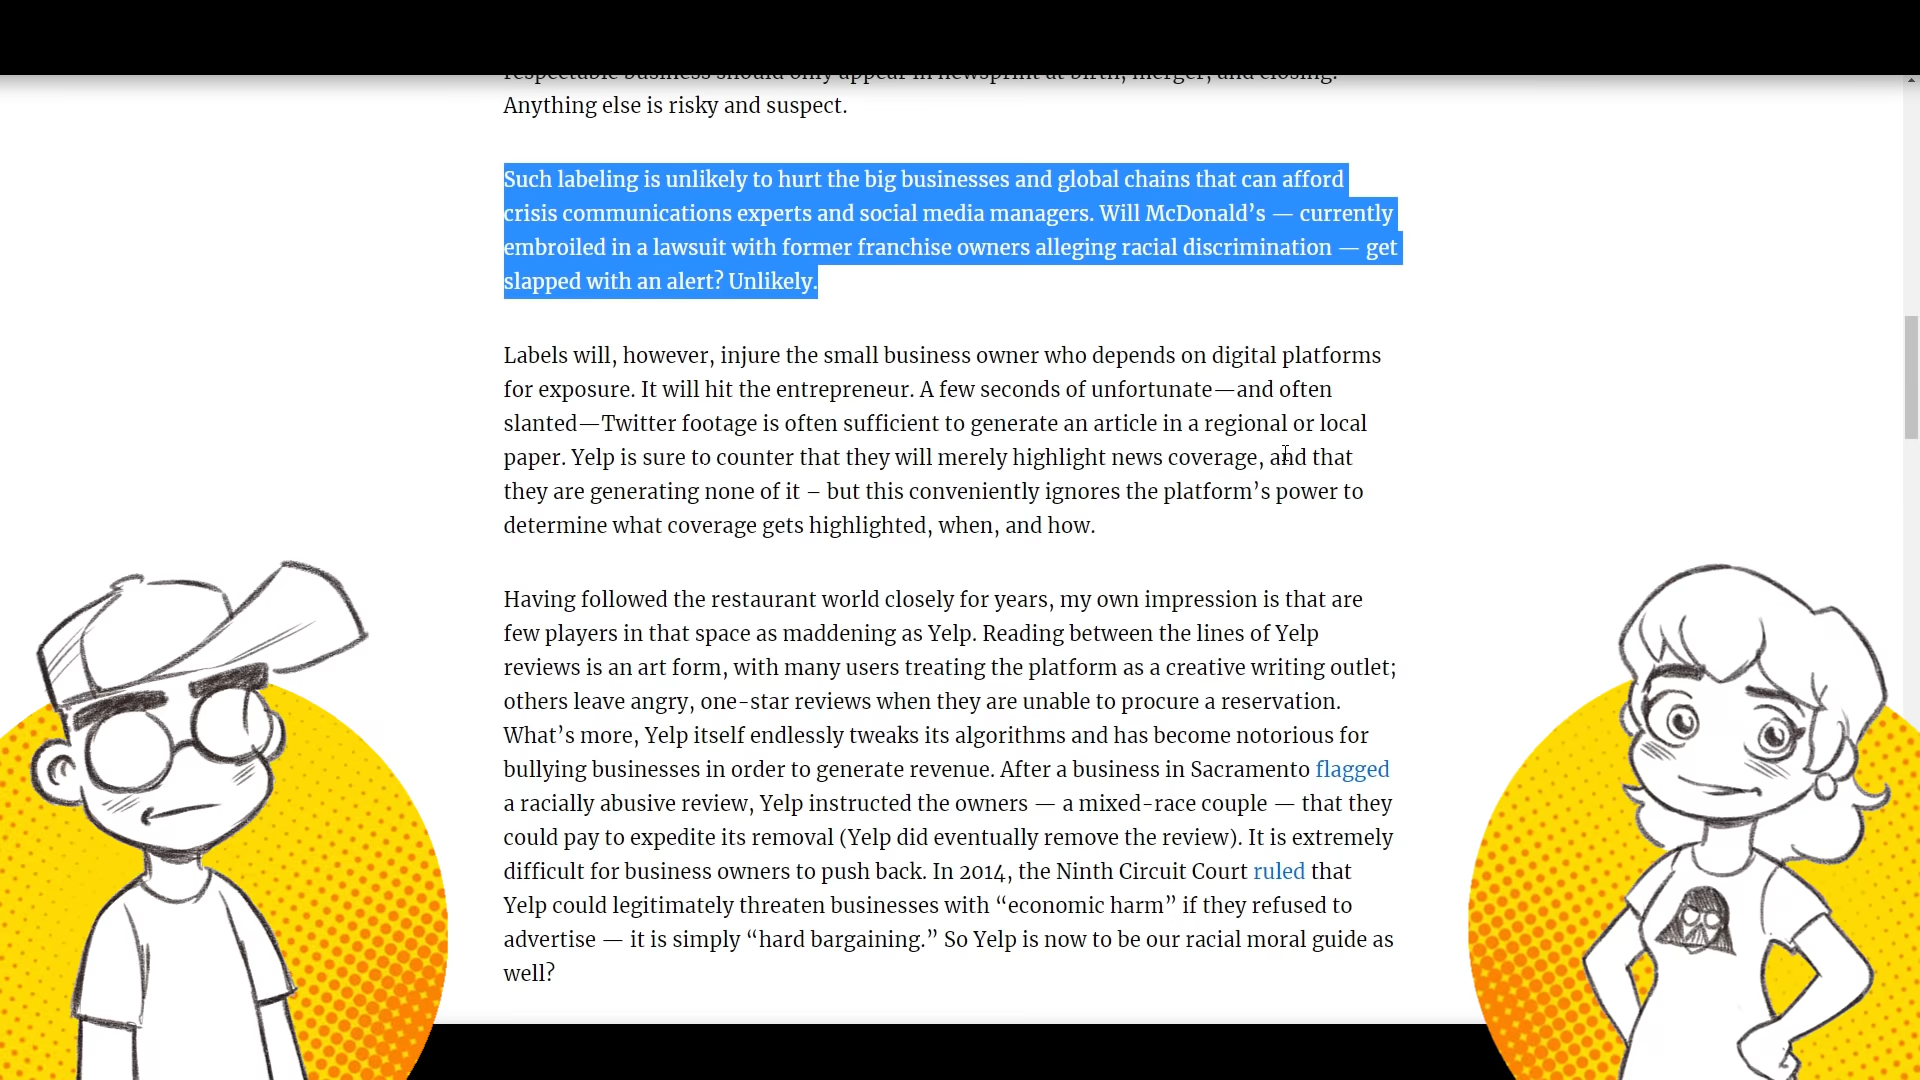 respectable business should only appear in newsprint at birth, merger, and closing.
Anything else is risky and suspect.
Such labeling is unlikely to hurt the big businesses and global chains that can afford
crisis communications experts and social media managers. Will McDonald’s — currently
embroiled in a lawsuit with former franchise owners alleging racial discrimination — get
slapped with an alert? Unlikely.
Labels will, however, injure the small business owner who depends on digital platforms
for exposure. It will hit the entrepreneur. A few seconds of unfortunate—and often
slanted—Twitter footage is often sufficient to generate an article in a regional or local
paper. Yelp is sure to counter that they will merely highlight news coverage, and that
they are generating none of it – but this conveniently ignores the platform’s power to
determine what coverage gets highlighted, when, and how.
Having followed the restaurant world closely for years, my own impression is that are
few players in that space as maddening as Yelp. Reading between the lines of Yelp
reviews is an art form, with many users treating the platform as a creative writing outlet;
others leave angry, one-star reviews when they are unable to procure a reservation.
What’s more, Yelp itself endlessly tweaks its algorithms and has become notorious for
bullying businesses in order to generate revenue. After a business in Sacramento flagged
a racially abusive review, Yelp instructed the owners — a mixed-race couple — that they
could pay to expedite its removal (Yelp did eventually remove the review). It is extremely
difficult for business owners to push back. In 2014, the Ninth Circuit Court ruled that
Yelp could legitimately threaten businesses with “economic harm” if they refused to
advertise — it is simply “hard bargaining.” So Yelp is now to be our racial moral guide as
well?